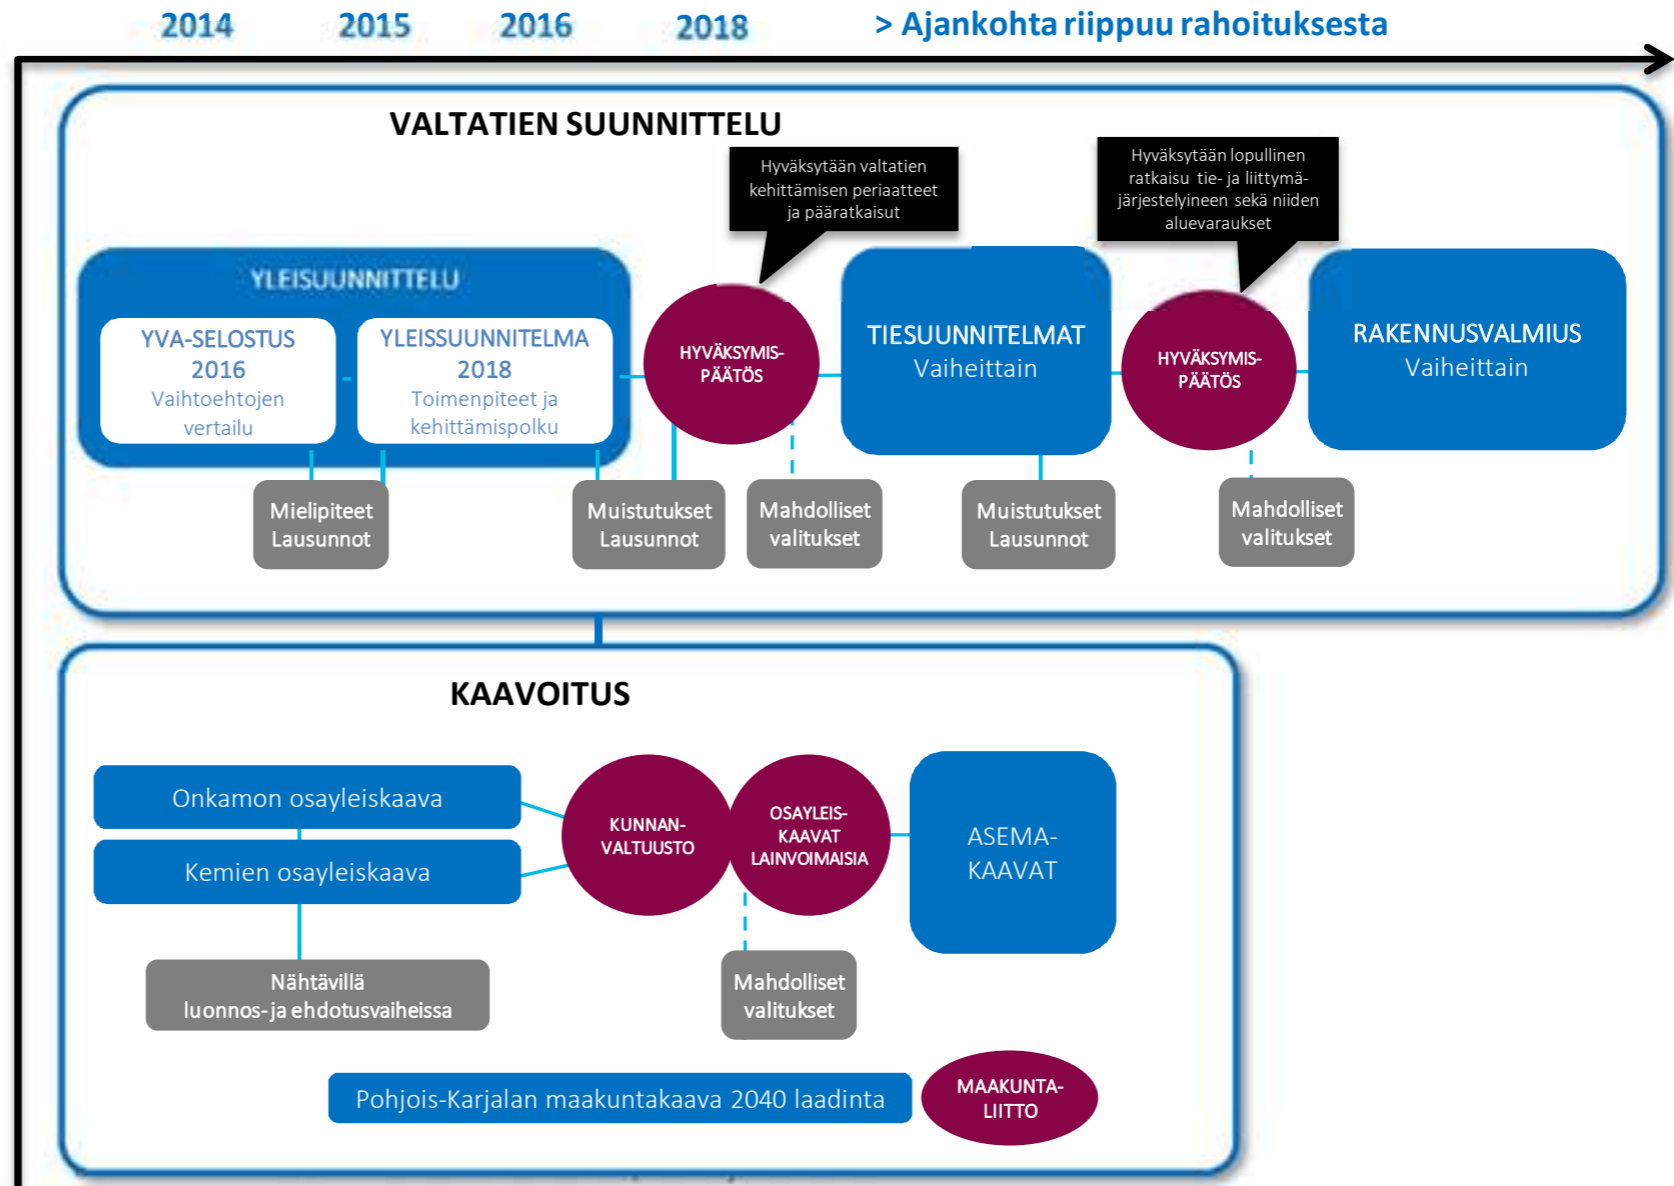 2014 2015 2016 2018 > Ajankohta riippuu rahoituksesta
VALTATIEN SUUNNITTELU
Hyväksytään valtatien
kehittämisen periaatteet
ja pääratkaisut
Hyväksytään lopullinen
ratkaisu tie- ja liittymä-
järjestelyineen sekä niiden
aluevaraukset
YLEISUUNNITTELU
YVA-SELOSTUS
2016
Vaihtoehtojen
vertailu
YLEISSUUNNITELMA
2018
Toimenpiteet ja
kehittämispolku
HYVÄKSYMIS-
PÄÄTÖS
TIESUUNNITELMAT
Vaiheittain
HYVÄKSYMIS-
PÄÄTÖS
RAKENNUSVALMIUS
Vaiheittain
Mielipiteet
Lausunnot
Muistutukset
Lausunnot
Mahdolliset
valitukset
Muistutukset
Lausunnot
Mahdolliset
valitukset
KAAVOITUS
Onkamon osayleiskaava
Kemien osayleiskaava
KUNNAN-
VALTUUSTO
OSAYLEIS-
KAAVAT
LAINVOIMAISIA
ASEMA-
KAAVAT
Nähtävillä
luonnos- ja ehdotusvaiheissa
Mahdolliset
valitukset
Pohjois-Karjalan maakuntakaava 2040 laadinta
MAAKUNTA-
LIITTO